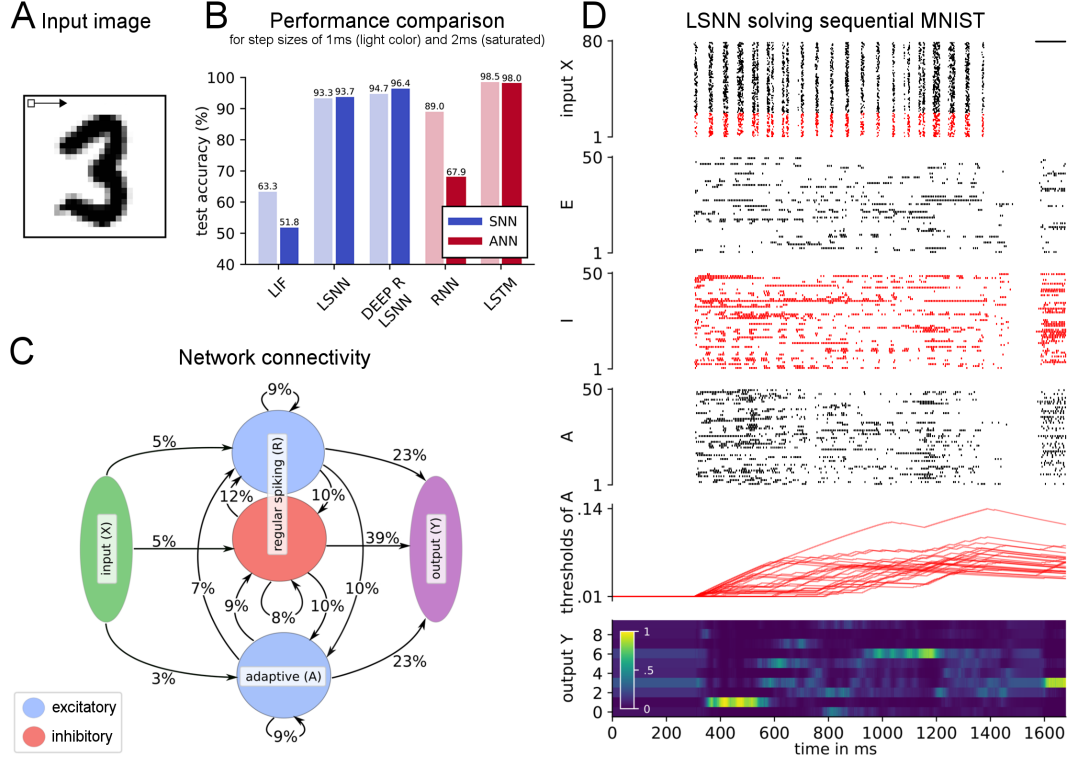 A Input image
B Performance comparison
for step sizes of 1ms (light color) and 2ms (saturated)
100
90
80
70
60
50
40
test accuracy (%)
63.3
51.8
93.3
93.7
94.7
96.4
89.0
67.9
98.5
98.0
SNN
ANN
LIF
LSNN
DEEP R
LSNN
RNN
LSTM
C Network connectivity
9%
5%
23%
12%
10%
regular spiking (R)
input (X)
5%
39%
output (Y)
7%
9%
8%
10%
10%
3%
adaptive (A)
23%
9%
excitatory
inhibitory
D LSNN solving sequential MNIST
80
input X
1
50
E
1
50
I
1
50
A
1
.14
thresholds of A
.01
8
6
4
2
0
output Y
1
.5
0
0 200 400 600 800 1000 1200 1400 1600
time in ms